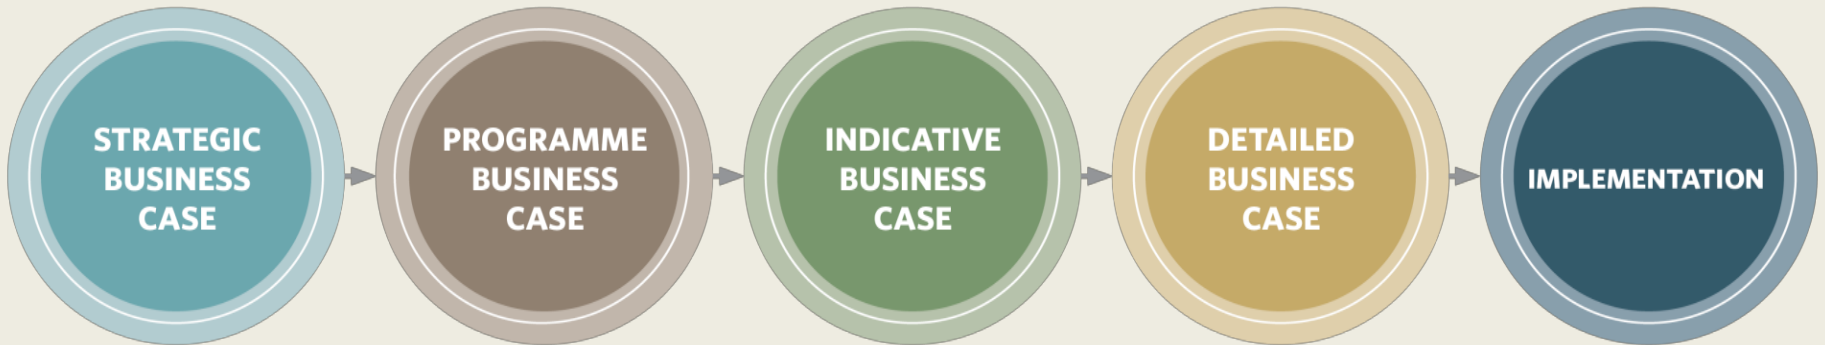 STRATEGIC
BUSINESS
CASE
PROGRAMME
BUSINESS
CASE
INDICATIVE
BUSINESS
CASE
DETAILED
BUSINESS
CASE
IMPLEMENTATION